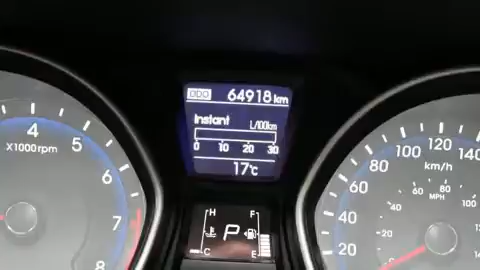 ODO 64918 km
Instant L/100km
0 10 20 30
17°c
H F
P
C E
4 5 6 7 8
X1000rpm
20 40 60 80 100 120 140
km/h
40 60 80 100
MPH